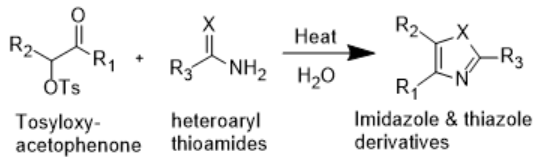 O
R₂
R₁
OTs
+
X
R₃
NH₂
Heat
H₂O
R₂
X
R₃
N
R₁
Tosyloxy-
acetophenone
heteroaryl
thioamides
Imidazole & thiazole
derivatives